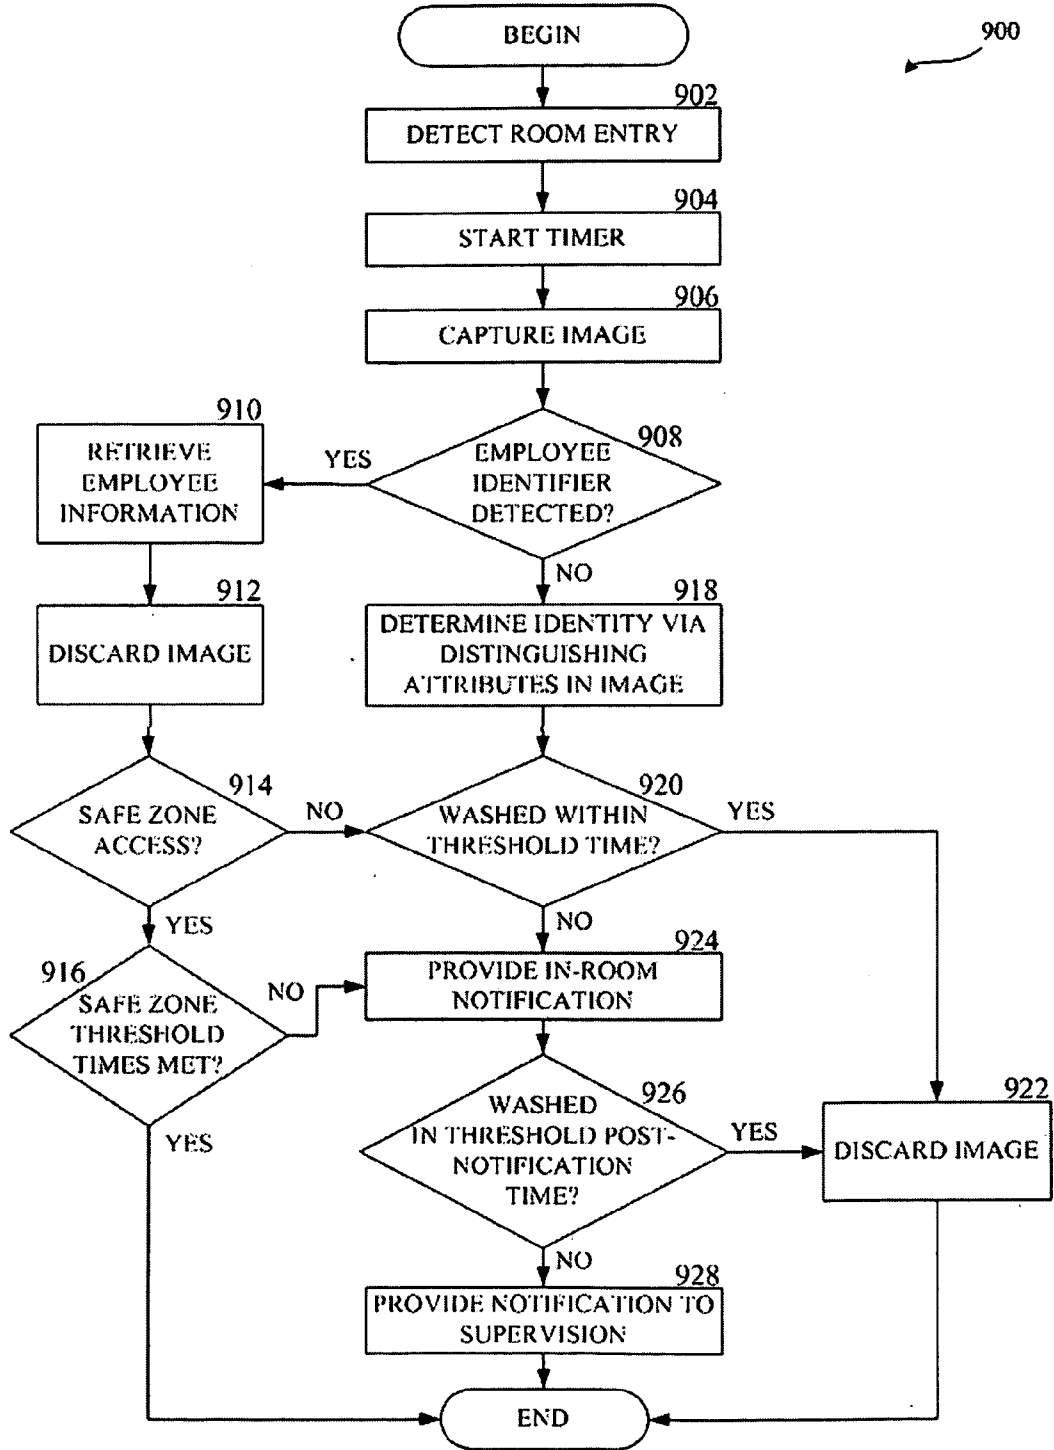 BEGIN
900
902
DETECT ROOM ENTRY
904
START TIMER
906
CAPTURE IMAGE
908
EMPLOYEE
IDENTIFIER
DETECTED?
YES
910
RETRIEVE
EMPLOYEE
INFORMATION
NO
912
DISCARD IMAGE
918
DETERMINE IDENTITY VIA
DISTINGUISHING
ATTRIBUTES IN IMAGE
914
SAFE ZONE
ACCESS?
NO
920
WASHED WITHIN
THRESHOLD TIME?
YES
YES
NO
916
SAFE ZONE
THRESHOLD
TIMES MET?
NO
924
PROVIDE IN-ROOM
NOTIFICATION
YES
926
WASHED
IN THRESHOLD POST-
NOTIFICATION
TIME?
YES
922
DISCARD IMAGE
NO
928
PROVIDE NOTIFICATION TO
SUPERVISION
END